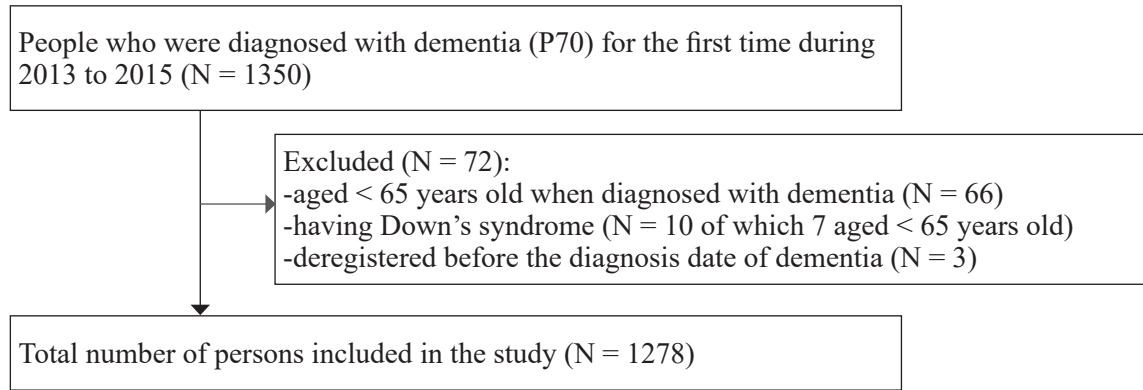 People who were diagnosed with dementia (P70) for the first time during
2013 to 2015 (N = 1350)
Excluded (N = 72):
-aged < 65 years old when diagnosed with dementia (N = 66)
-having Down’s syndrome (N = 10 of which 7 aged < 65 years old)
-deregistered before the diagnosis date of dementia (N = 3)
Total number of persons included in the study (N = 1278)